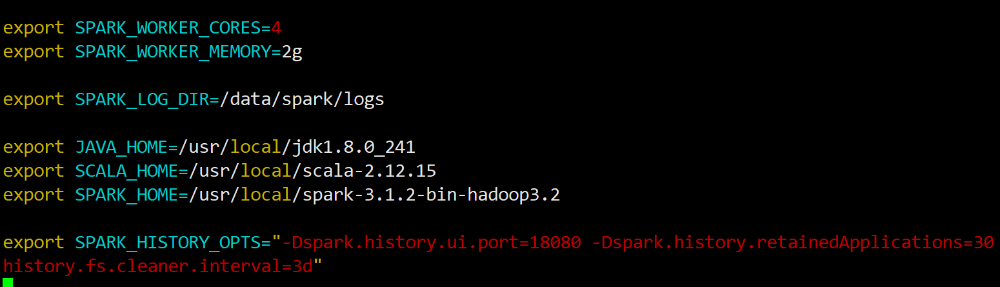 export SPARK_WORKER_CORES=4
export SPARK_WORKER_MEMORY=2g
export SPARK_LOG_DIR=/data/spark/logs
export JAVA_HOME=/usr/local/jdk1.8.0_241
export SCALA_HOME=/usr/local/scala-2.12.15
export SPARK_HOME=/usr/local/spark-3.1.2-bin-hadoop3.2
export SPARK_HISTORY_OPTS="-Dspark.history.ui.port=18080 -Dspark.history.retainedApplications=30
history.fs.cleaner.interval=3d"